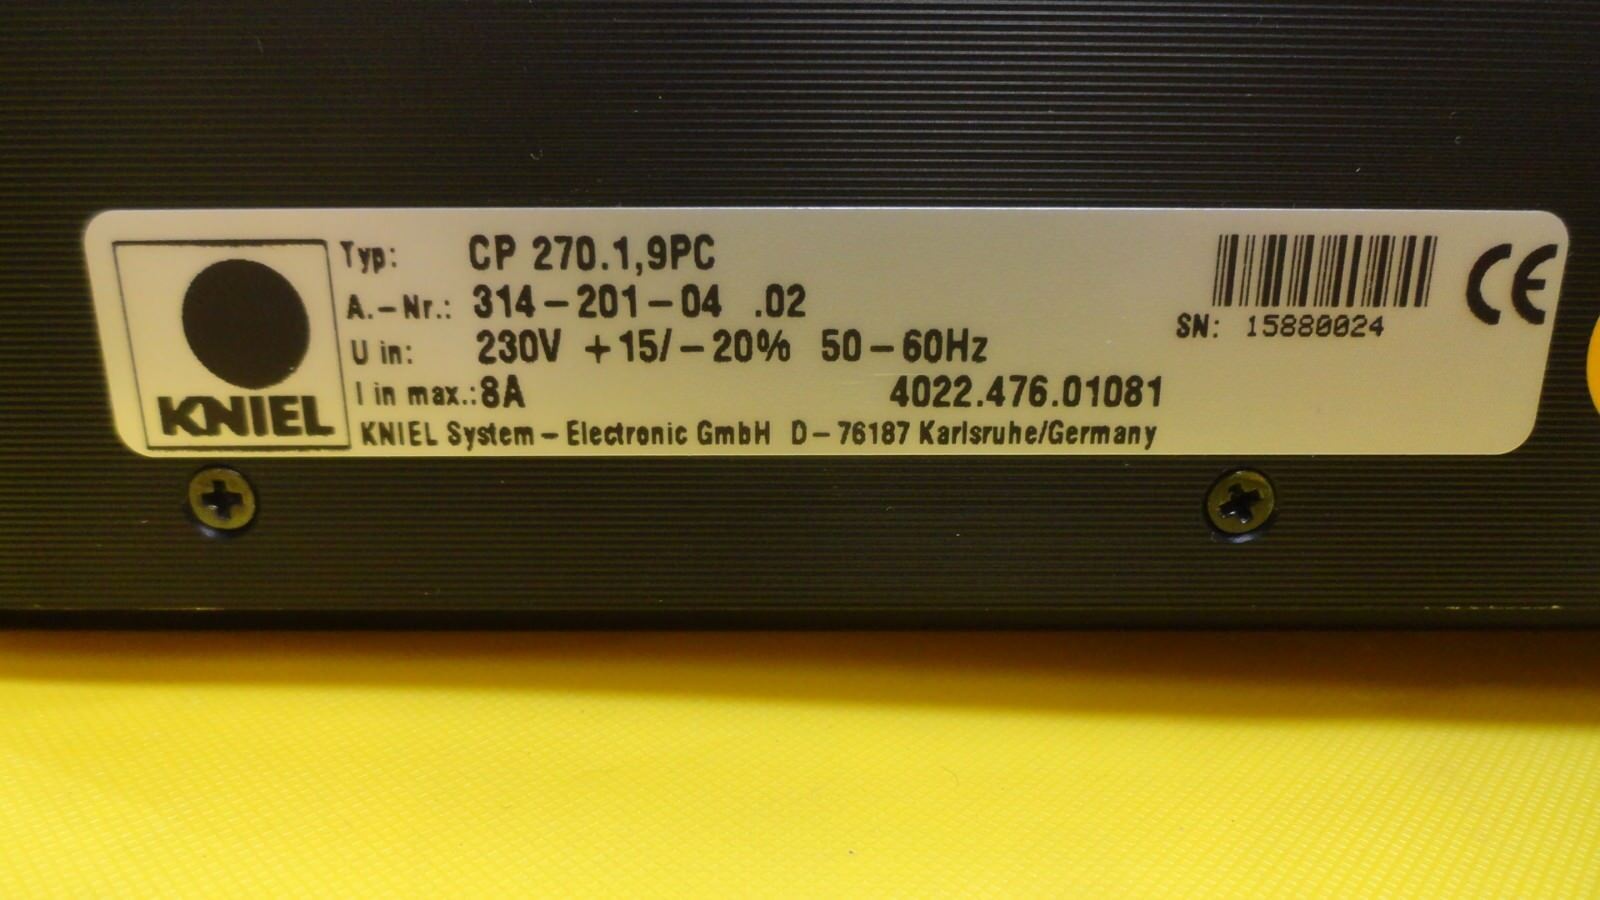 KNIEL
Typ: CP 270.1,9PC
A.-Nr.: 314-201-04 .02
U in: 230V +15/-20% 50-60Hz
I in max.: 8A 4022.476.01081
KNIEL System-Electronic GmbH D-76187 Karlsruhe/Germany
SN: 15880024
CE